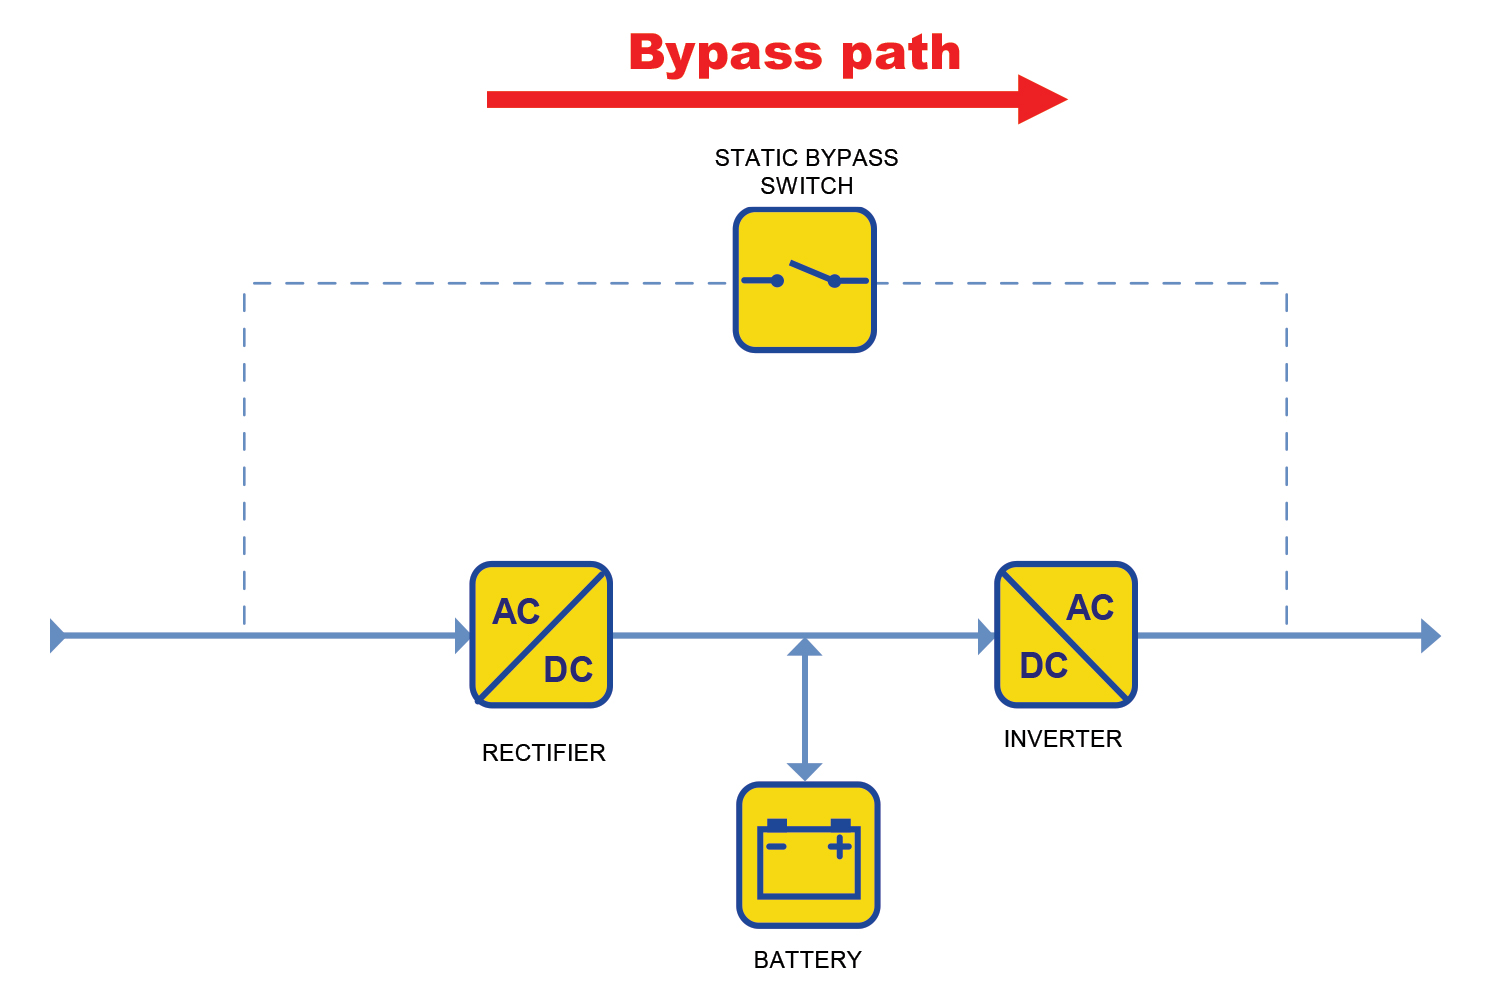 Bypass path
STATIC BYPASS
SWITCH
AC
DC
AC
DC
RECTIFIER
INVERTER
BATTERY